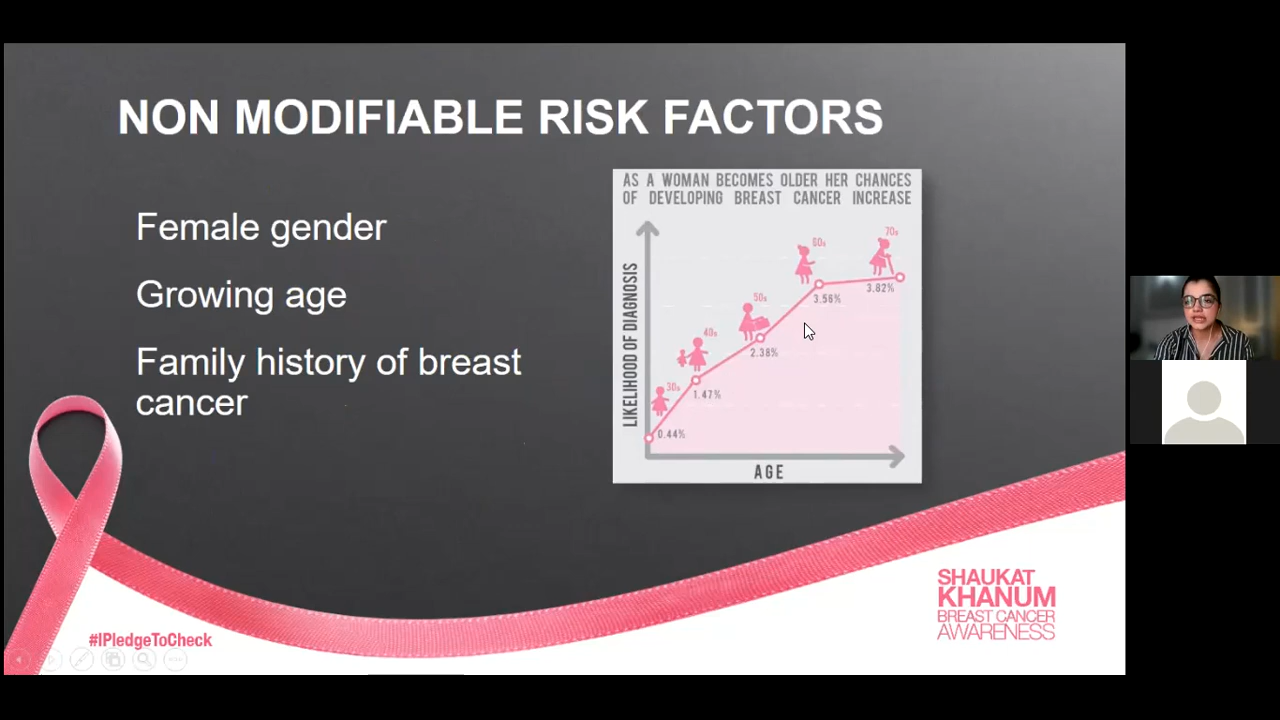 NON MODIFIABLE RISK FACTORS
Female gender
Growing age
Family history of breast
cancer
AS A WOMAN BECOMES OLDER HER CHANCES
OF DEVELOPING BREAST CANCER INCREASE
LIKELIHOOD OF DIAGNOSIS
30s
40s
50s
60s
70s
0.44%
1.47%
2.38%
3.56%
3.82%
AGE
#IPledgeToCheck
SHAUKAT
KHANUM
BREAST CANCER
AWARENESS